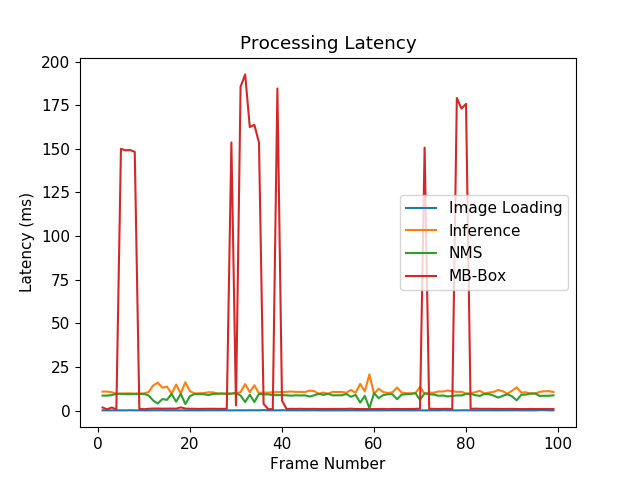 Processing Latency
200
175
150
125
100
75
50
25
0
Latency (ms)
Image Loading
Inference
NMS
MB-Box
0 20 40 60 80 100
Frame Number